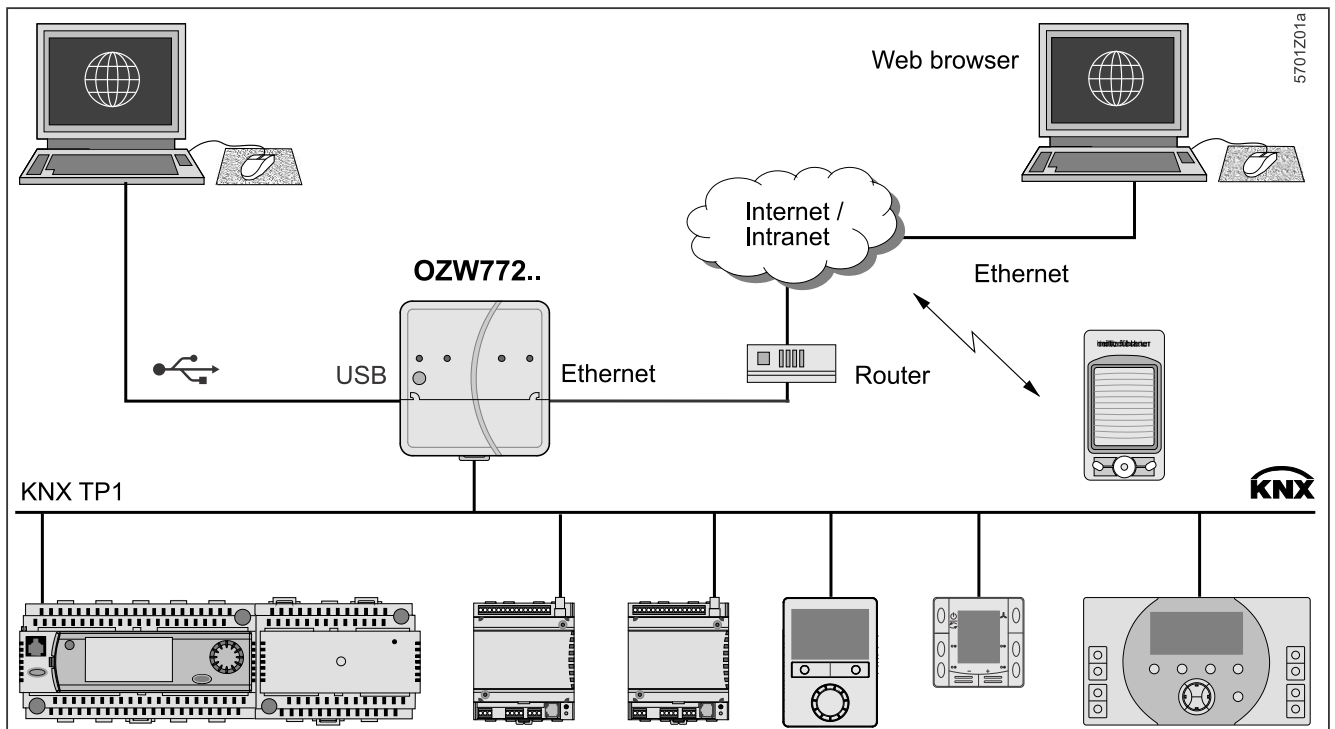 5701Z01a
Web browser
Internet /
Intranet
Ethernet
OZW772..
USB
Ethernet
Router
KNX TP1
KNX